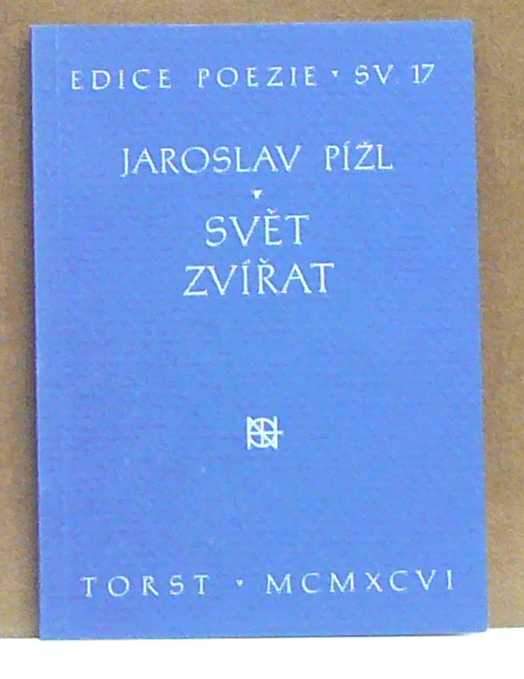 EDICE POEZIE ▾ SV 17
JAROSLAV PÍŽL
▾
SVĚT
ZVÍŘAT
TORST ▾ MCMXCVI